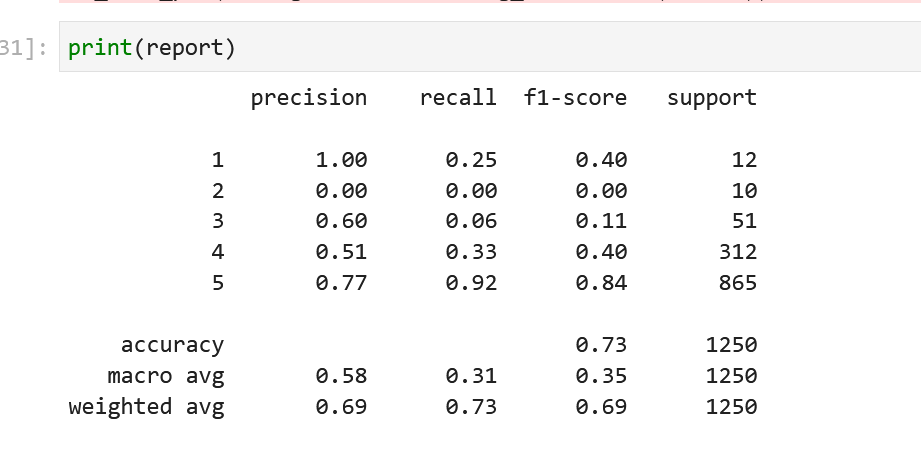 31]: print(report)
precision recall f1-score support
1 1.00 0.25 0.40 12
2 0.00 0.00 0.00 10
3 0.60 0.06 0.11 51
4 0.51 0.33 0.40 312
5 0.77 0.92 0.84 865
accuracy 0.73 1250
macro avg 0.58 0.31 0.35 1250
weighted avg 0.69 0.73 0.69 1250